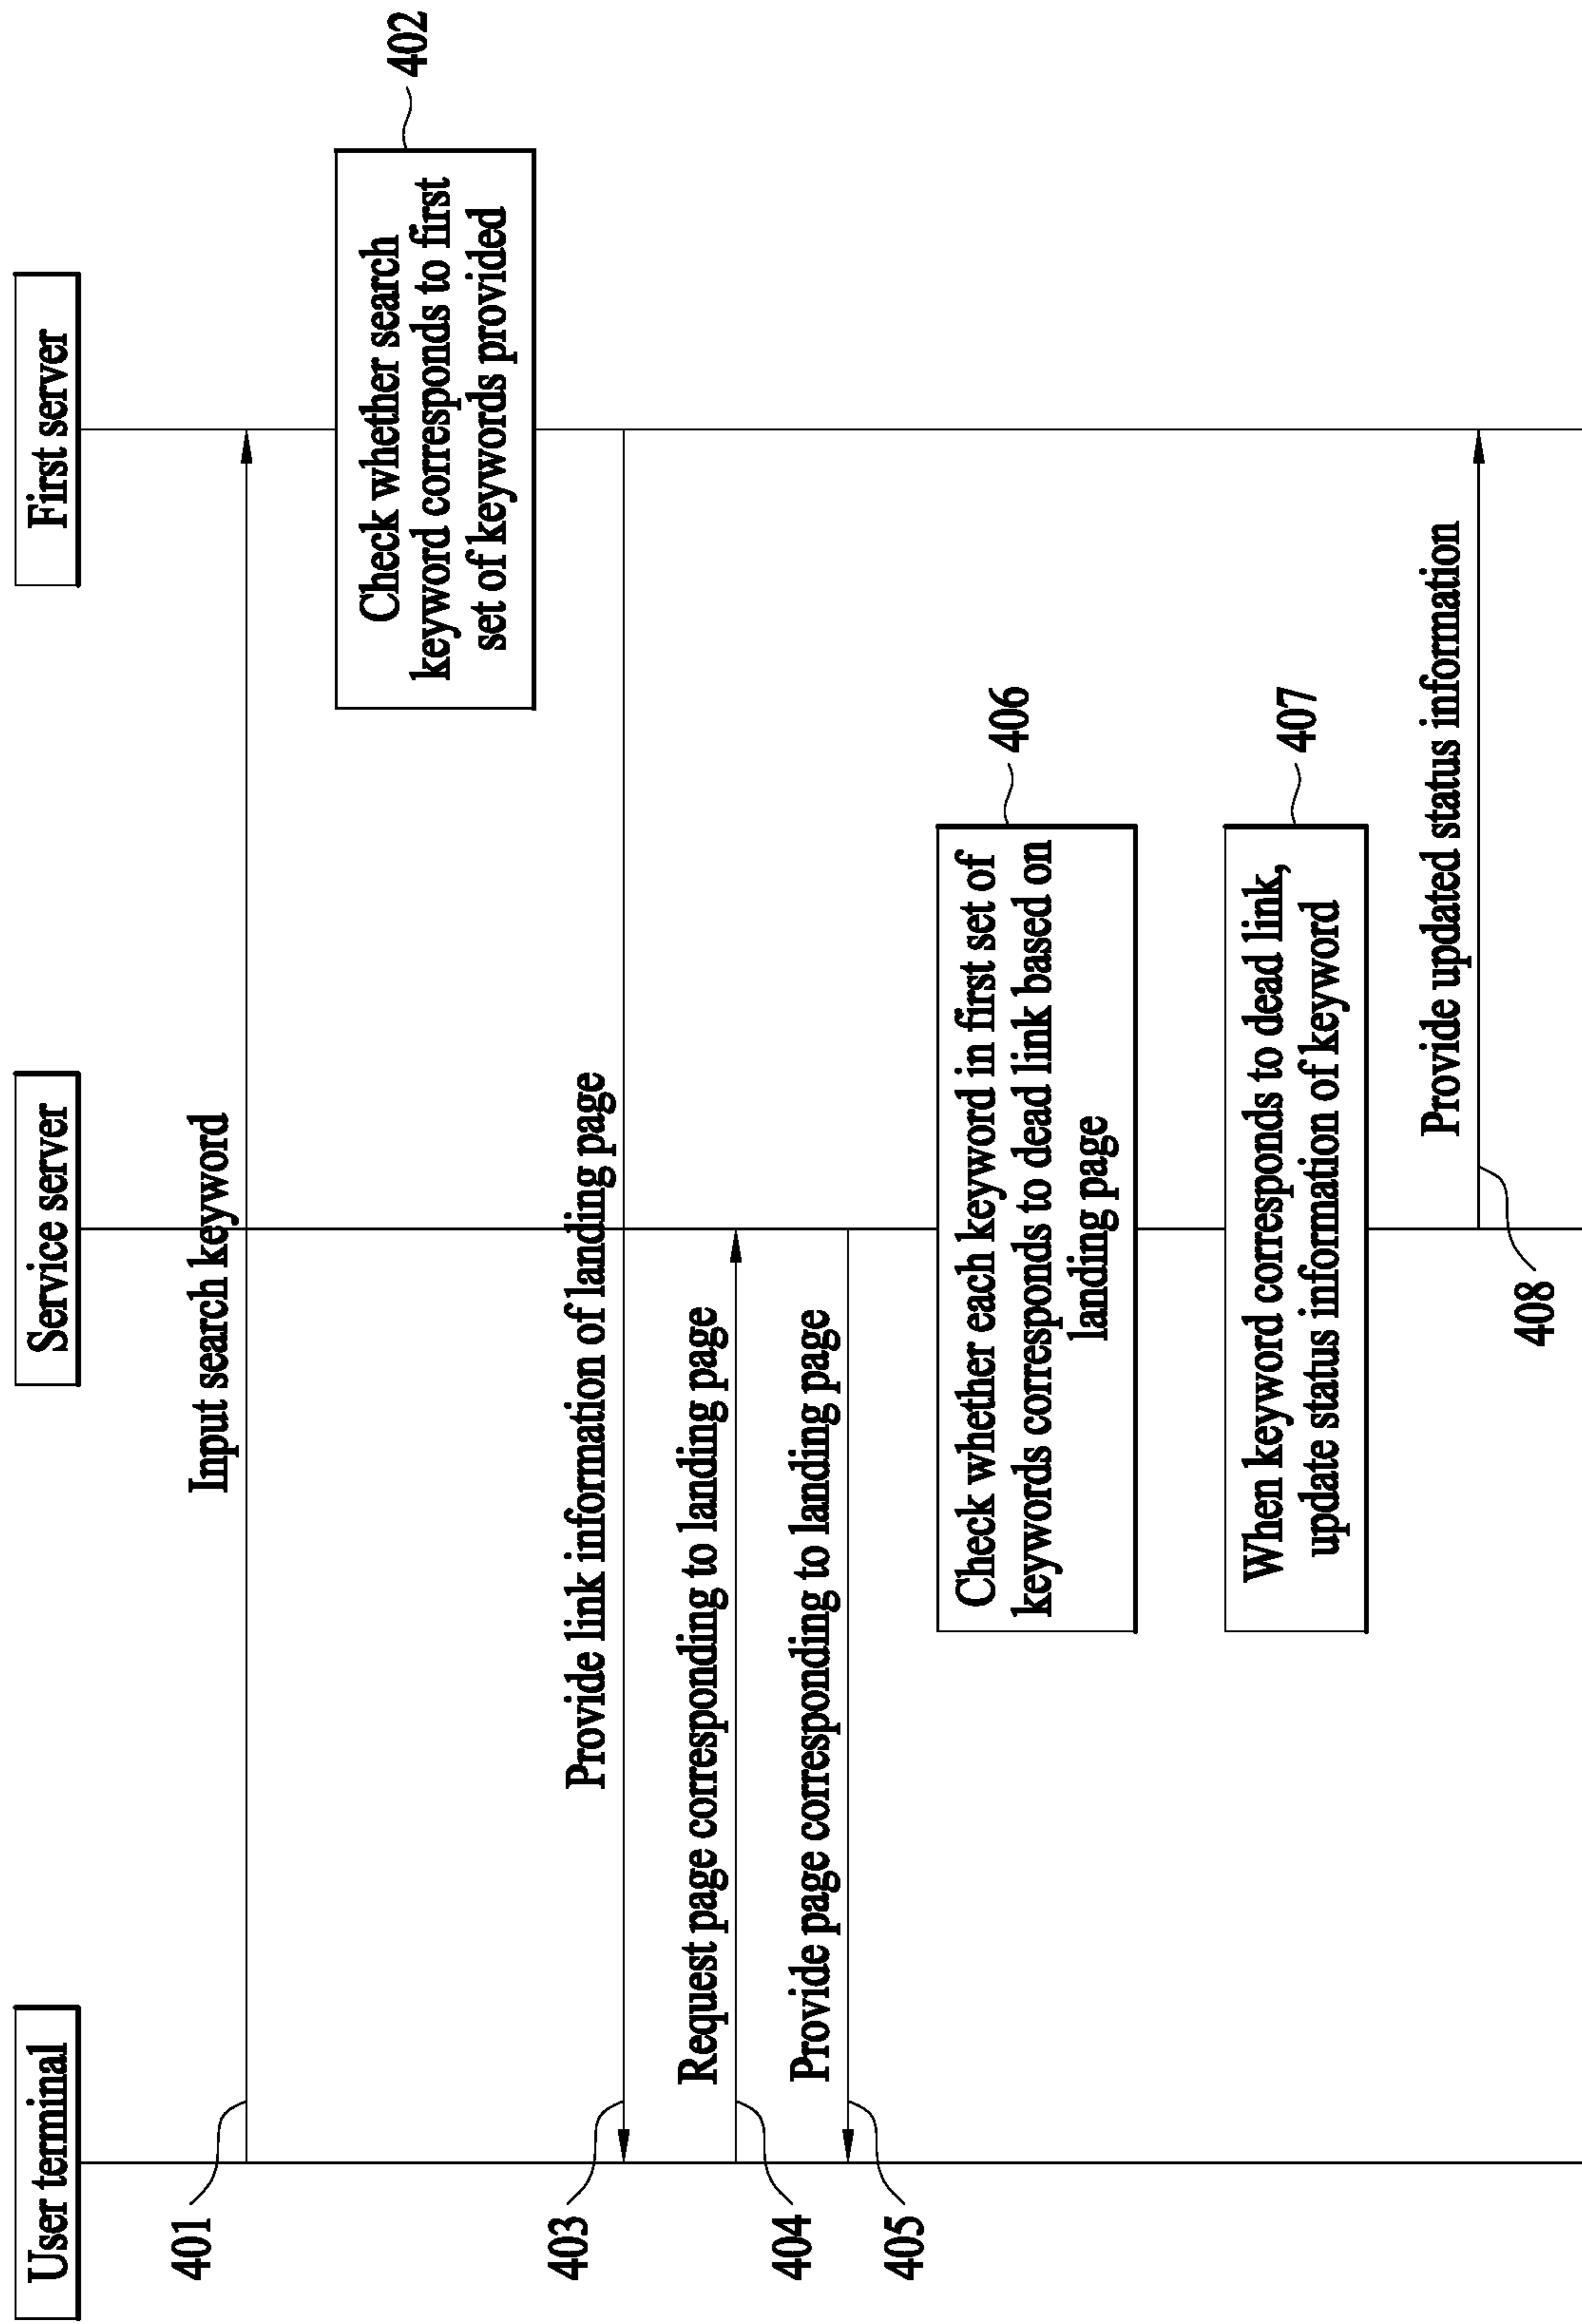 User terminal
Service server
First server
401
Input search keyword
Check whether search
keyword corresponds to first
set of keywords provided
402
403
Provide link information of landing page
404
Request page corresponding to landing page
405
Provide page corresponding to landing page
Check whether each keyword in first set of
keywords corresponds to dead link based on
landing page
406
When keyword corresponds to dead link,
update status information of keyword
407
Provide updated status information
408